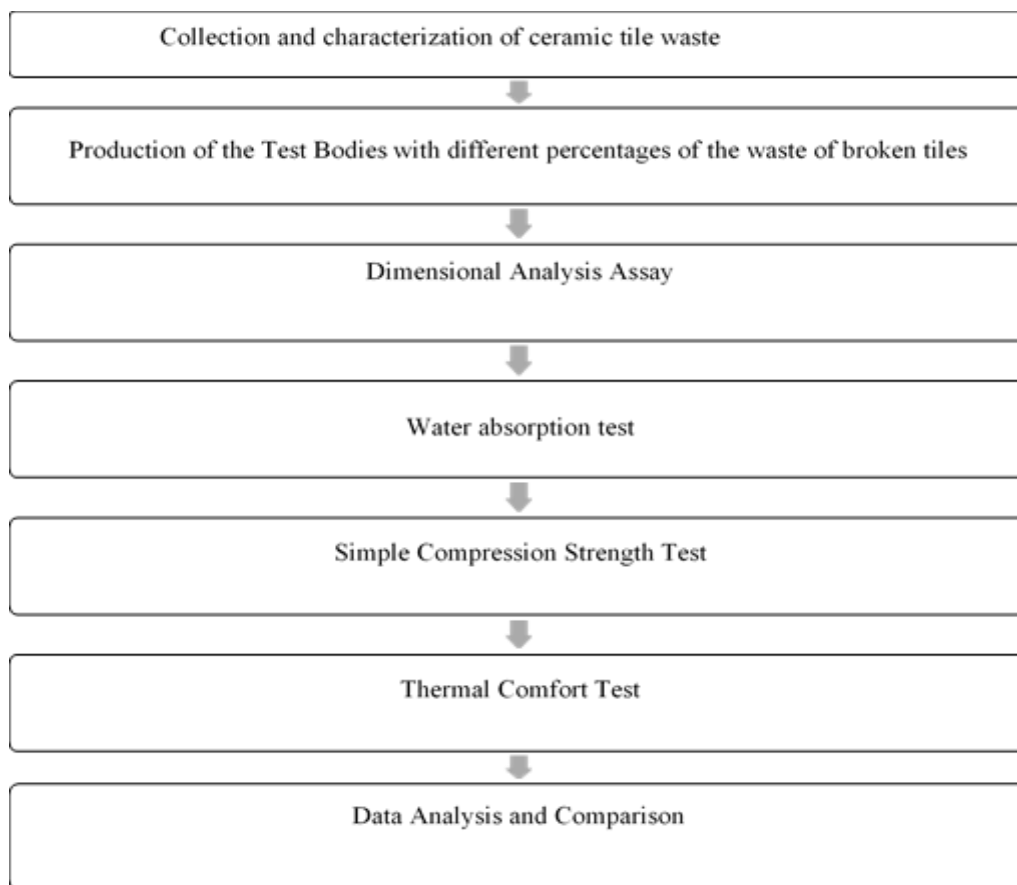 Collection and characterization of ceramic tile waste
Production of the Test Bodies with different percentages of the waste of broken tiles
Dimensional Analysis Assay
Water absorption test
Simple Compression Strength Test
Thermal Comfort Test
Data Analysis and Comparison